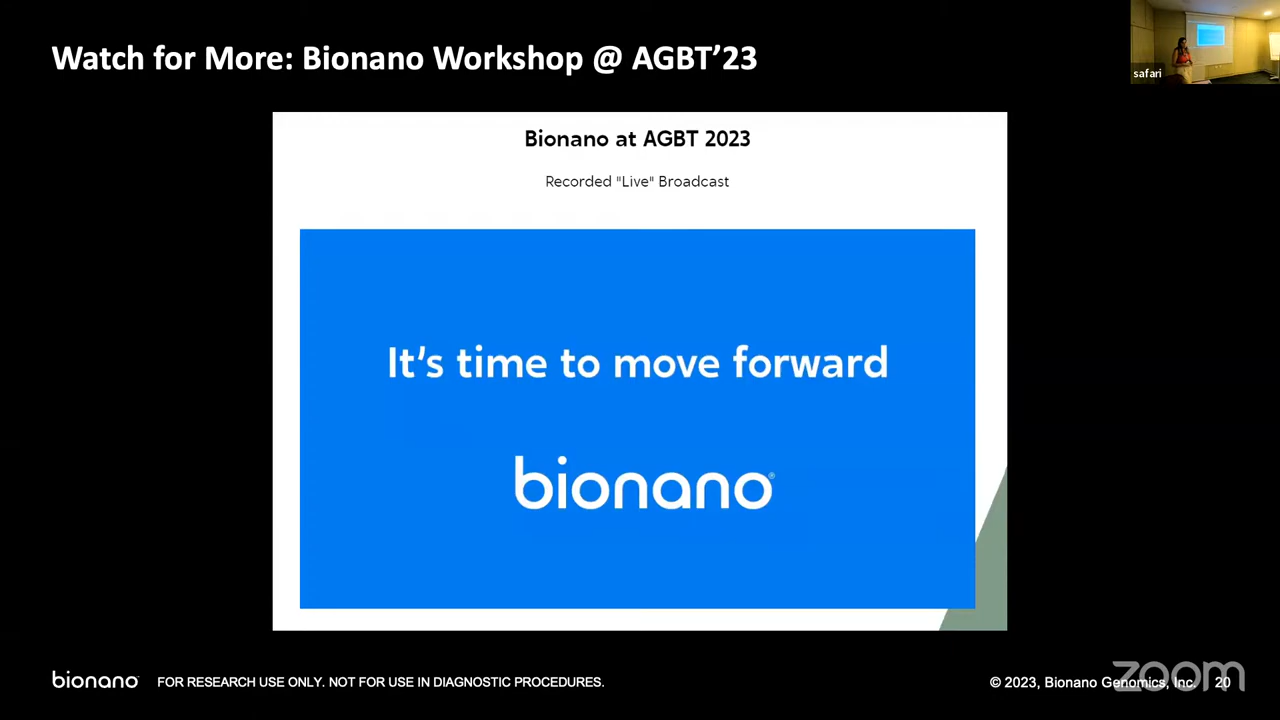 Watch for More: Bionano Workshop @ AGBT’23
safari
Bionano at AGBT 2023
Recorded "Live" Broadcast
It’s time to move forward
bionano®
bionano
FOR RESEARCH USE ONLY. NOT FOR USE IN DIAGNOSTIC PROCEDURES.
© 2023, Bionano Genomics, Inc. 20
zoom